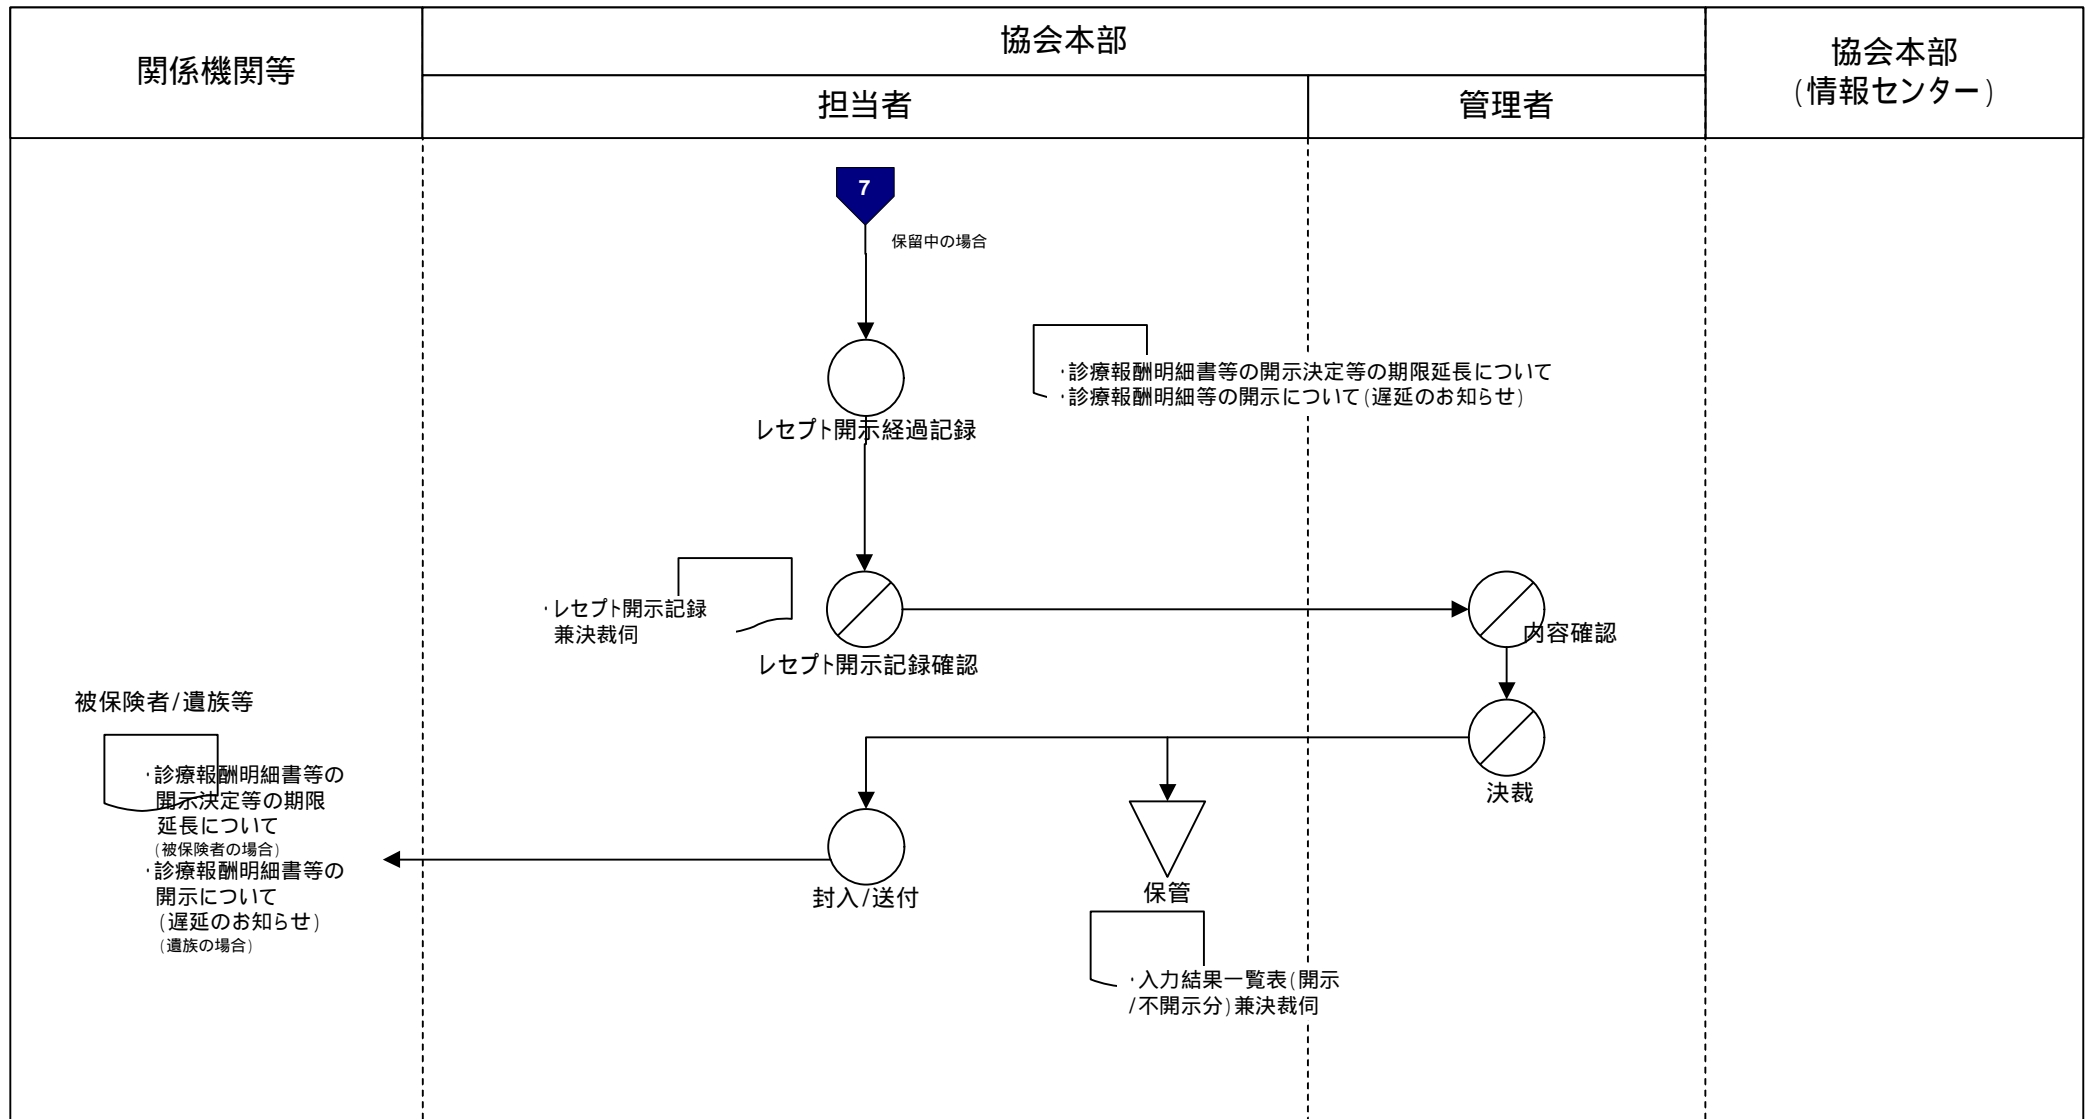 関係機関等
協会本部
担当者
管理者
協会本部
(情報センター)
7
保留中の場合
・診療報酬明細書等の開示決定等の期限延長について
・診療報酬明細等の開示について(遅延のお知らせ)
レセプト開示経過記録
・レセプト開示記録
兼決裁伺
レセプト開示記録確認
内容確認
被保険者/遺族等
・診療報酬明細書等の
開示決定等の期限
延長について
(被保険者の場合)
・診療報酬明細書等の
開示について
(遅延のお知らせ)
(遺族の場合)
決裁
封入/送付
保管
・入力結果一覧表(開示
/不開示分)兼決裁伺